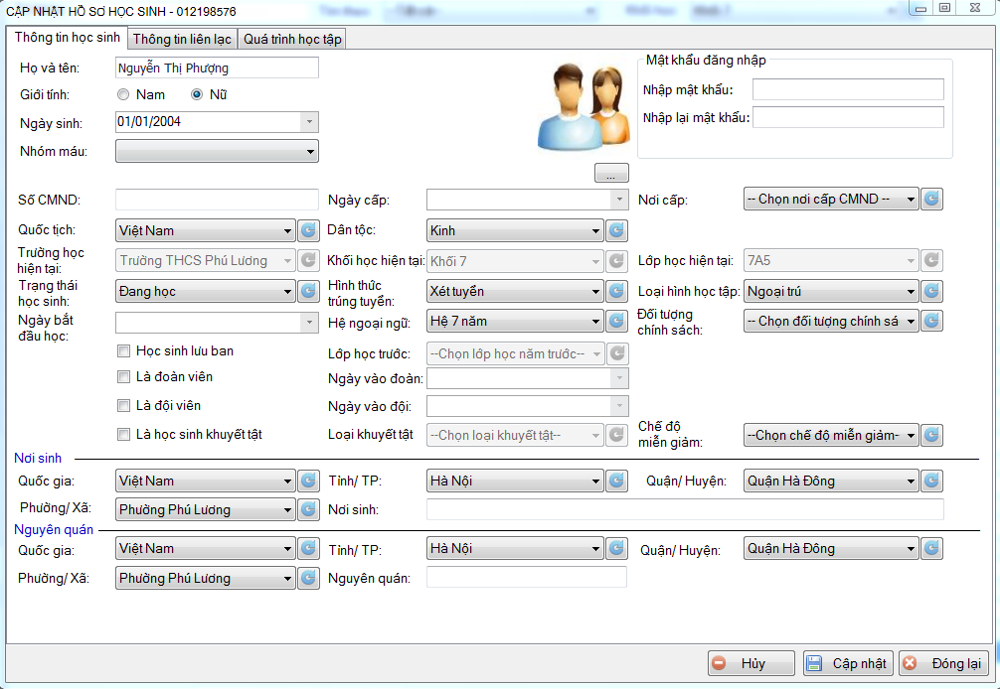 CẬP NHẬT HỒ SƠ HỌC SINH - 012198576
Thông tin học sinh Thông tin liên lạc Quá trình học tập
Họ và tên: Nguyễn Thị Phượng
Giới tính: Nam Nữ
Ngày sinh: 01/01/2004
Nhóm máu:
Mật khẩu đăng nhập
Nhập mật khẩu:
Nhập lại mật khẩu:
...
Số CMND: Ngày cấp: Nơi cấp: -- Chọn nơi cấp CMND --
Quốc tịch: Việt Nam Dân tộc: Kinh
Trường học hiện tại: Trường THCS Phú Lương Khối học hiện tại: Khối 7 Lớp học hiện tại: 7A5
Trạng thái học sinh: Đang học Hình thức trúng tuyển: Xét tuyển Loại hình học tập: Ngoại trú
Ngày bắt đầu học: Hệ ngoại ngữ: Hệ 7 năm Đối tượng chính sách: -- Chọn đối tượng chính sá
Học sinh lưu ban Lớp học trước: --Chọn lớp học năm trước--
Là đoàn viên Ngày vào đoàn:
Là đội viên Ngày vào đội:
Là học sinh khuyết tật Loại khuyết tật --Chọn loại khuyết tật-- Chế độ miễn giảm: --Chọn chế độ miễn giảm-
Nơi sinh
Quốc gia: Việt Nam Tỉnh/ TP: Hà Nội Quận/ Huyện: Quận Hà Đông
Phường/ Xã: Phường Phú Lương Nơi sinh:
Nguyên quán
Quốc gia: Việt Nam Tỉnh/ TP: Hà Nội Quận/ Huyện: Quận Hà Đông
Phường/ Xã: Phường Phú Lương Nguyên quán:
Hủy Cập nhật Đóng lại